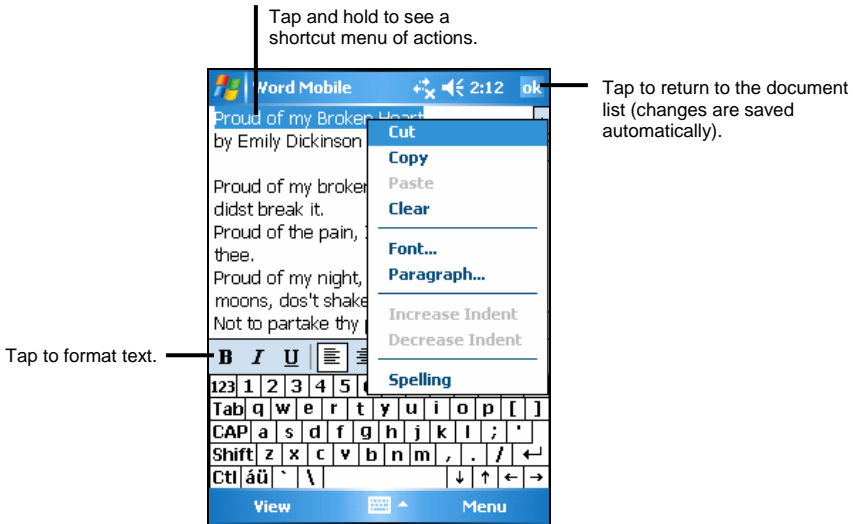 Tap and hold to see a
shortcut menu of actions.
Word Mobile 2:12 ok
Tap to return to the document
list (changes are saved
automatically).
Proud of my Broken Heart
by Emily Dickinson
Proud of my broken
didst break it.
Proud of the pain,
thee.
Proud of my night,
moons, dos't shake
Not to partake thy
Cut
Copy
Paste
Clear
Font...
Paragraph...
Increase Indent
Decrease Indent
Spelling
Tap to format text.
B I U
123 1 2 3 4 5
Tab q w e r t y u i o p [ ]
CAP a s d f g h j k l ; '
Shift z x c v b n m , . / ↵
Ctl áü ` \ ↓ ↑ ← →
View Menu